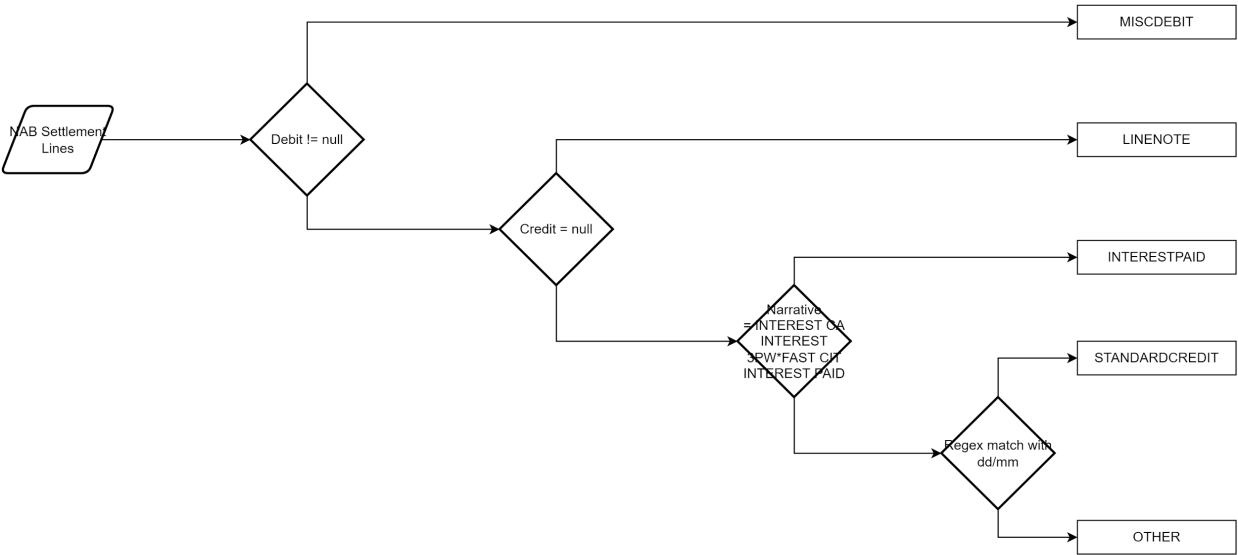 MISCDEBIT
NAB Settlement
Lines
Debit != null
LINENOTE
Credit = null
INTERESTPAID
Narrative
= INTEREST CA
INTEREST
3PW*FAST CIT
INTEREST PAID
STANDARDCREDIT
Regex match with
dd/mm
OTHER